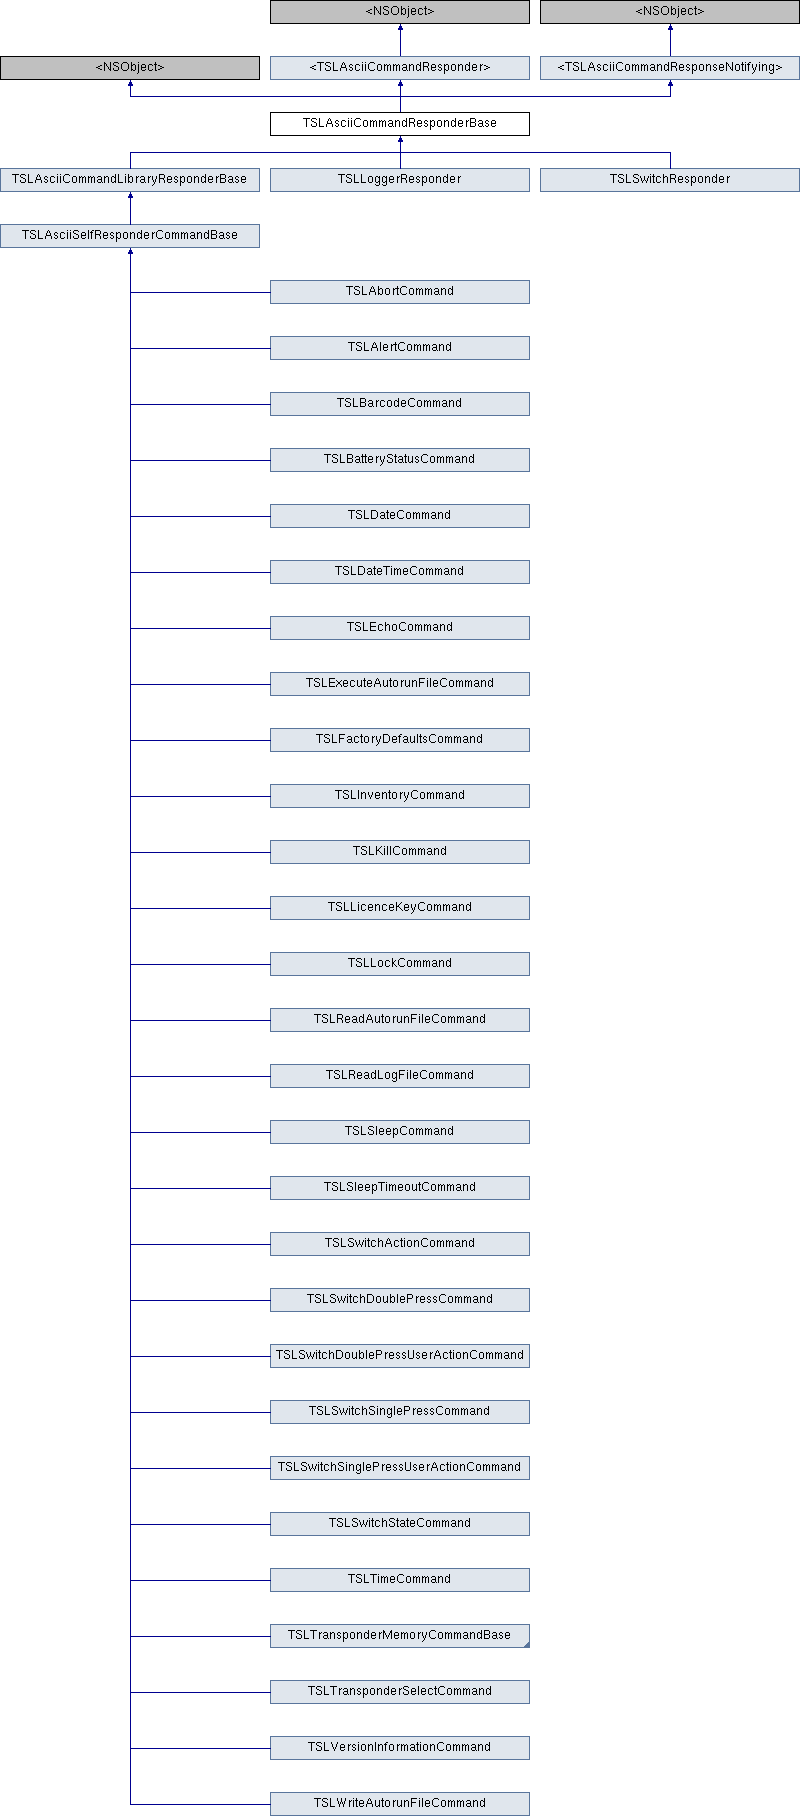 <NSObject>
<NSObject>
<NSObject>
<TSLAsciiCommandResponder>
<TSLAsciiCommandResponseNotifying>
TSLAsciiCommandResponderBase
TSLAsciiCommandLibraryResponderBase
TSLLoggerResponder
TSLSwitchResponder
TSLAsciiSelfResponderCommandBase
TSLAbortCommand
TSLAlertCommand
TSLBarcodeCommand
TSLBatteryStatusCommand
TSLDateCommand
TSLDateTimeCommand
TSLEchoCommand
TSLExecuteAutorunFileCommand
TSLFactoryDefaultsCommand
TSLInventoryCommand
TSLKillCommand
TSLLicenceKeyCommand
TSLLockCommand
TSLReadAutorunFileCommand
TSLReadLogFileCommand
TSLSleepCommand
TSLSleepTimeoutCommand
TSLSwitchActionCommand
TSLSwitchDoublePressCommand
TSLSwitchDoublePressUserActionCommand
TSLSwitchSinglePressCommand
TSLSwitchSinglePressUserActionCommand
TSLSwitchStateCommand
TSLTimeCommand
TSLTransponderMemoryCommandBase
TSLTransponderSelectCommand
TSLVersionInformationCommand
TSLWriteAutorunFileCommand